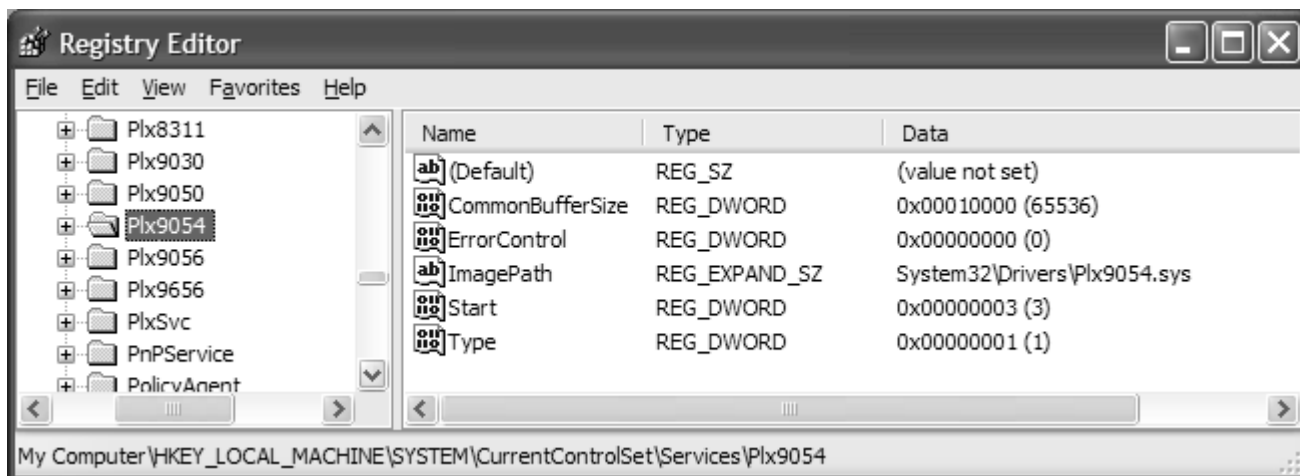 Registry Editor
File Edit View Favorites Help
Plx8311
Plx9030
Plx9050
Plx9054
Plx9056
Plx9656
PlxSvc
PnPService
PolicyAgent
Name Type Data
(Default) REG_SZ (value not set)
CommonBufferSize REG_DWORD 0x00010000 (65536)
ErrorControl REG_DWORD 0x00000000 (0)
ImagePath REG_EXPAND_SZ System32\Drivers\Plx9054.sys
Start REG_DWORD 0x00000003 (3)
Type REG_DWORD 0x00000001 (1)
My Computer\HKEY_LOCAL_MACHINE\SYSTEM\CurrentControlSet\Services\Plx9054